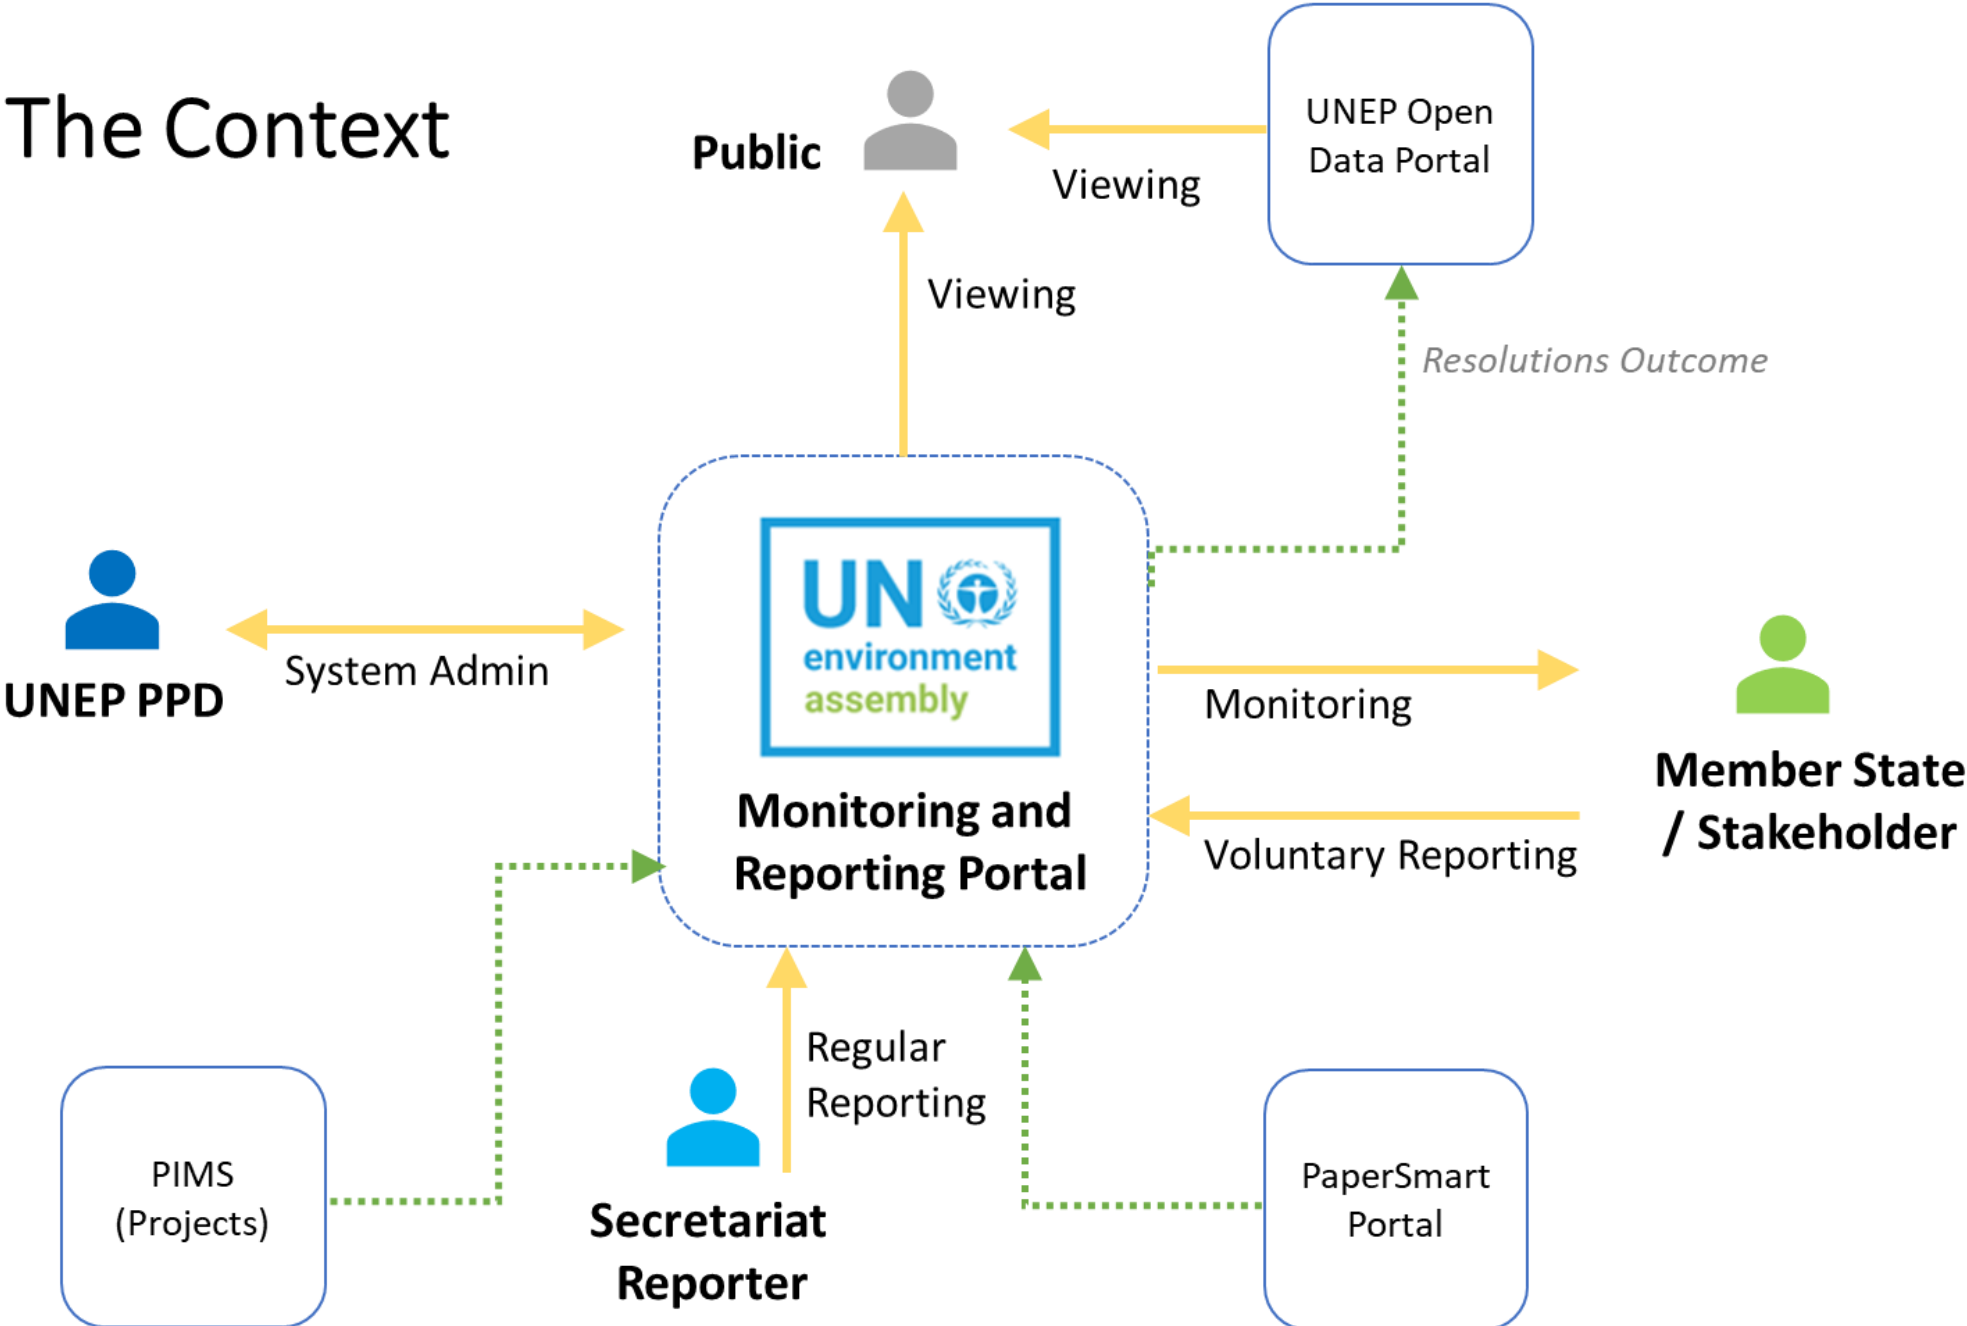 The Context
Public
Viewing
UNEP Open
Data Portal
Viewing
Resolutions Outcome
UNEP PPD
System Admin
UN
environment
assembly
Monitoring and
Reporting Portal
Monitoring
Voluntary Reporting
Member State
/ Stakeholder
PIMS
(Projects)
Regular
Reporting
Secretariat
Reporter
PaperSmart
Portal